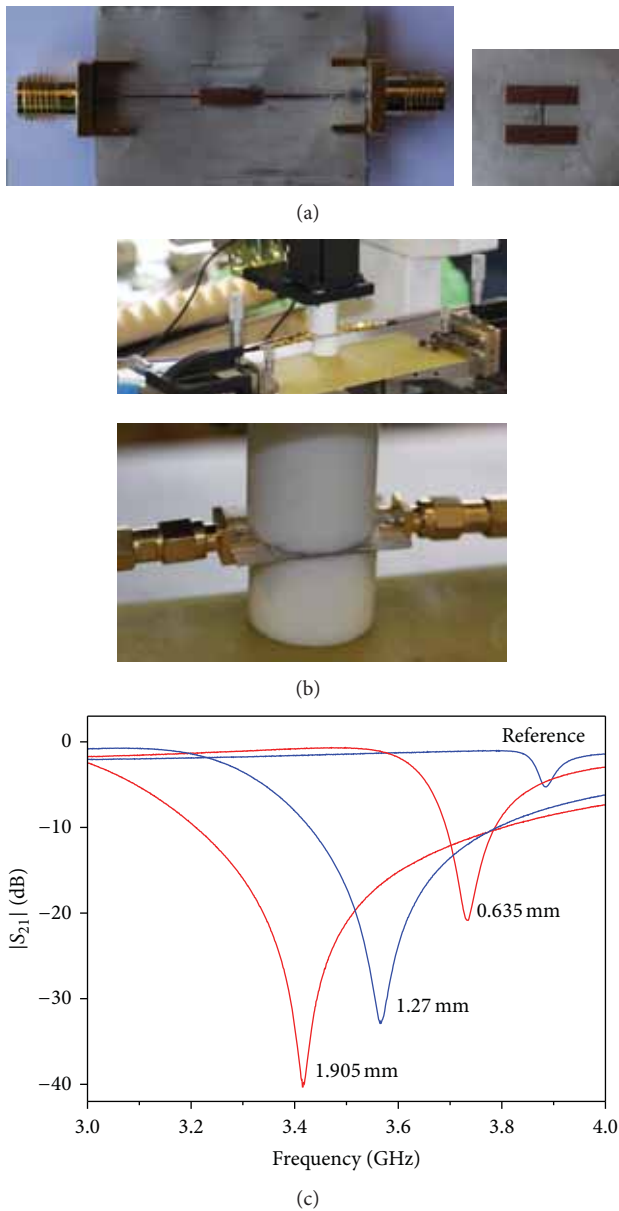 (a)
(b)
0
Reference
−10
|S21| (dB)
−20
0.635 mm
−30
1.27 mm
1.905 mm
−40
3.0 3.2 3.4 3.6 3.8 4.0
Frequency (GHz)
(c)